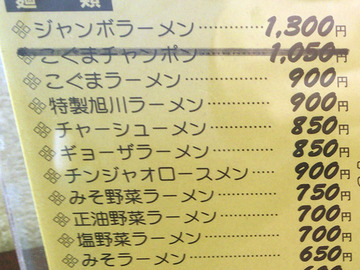 麺 類
ジャンボラーメン 1,300円
こぐまチャンポン 1,050円
こぐまラーメン 900円
特製旭川ラーメン 900円
チャーシューメン 850円
ギョーザラーメン 850円
チンジャオロースメン 900円
みそ野菜ラーメン 750円
正油野菜ラーメン 700円
塩野菜ラーメン 700円
みそラーメン 650円